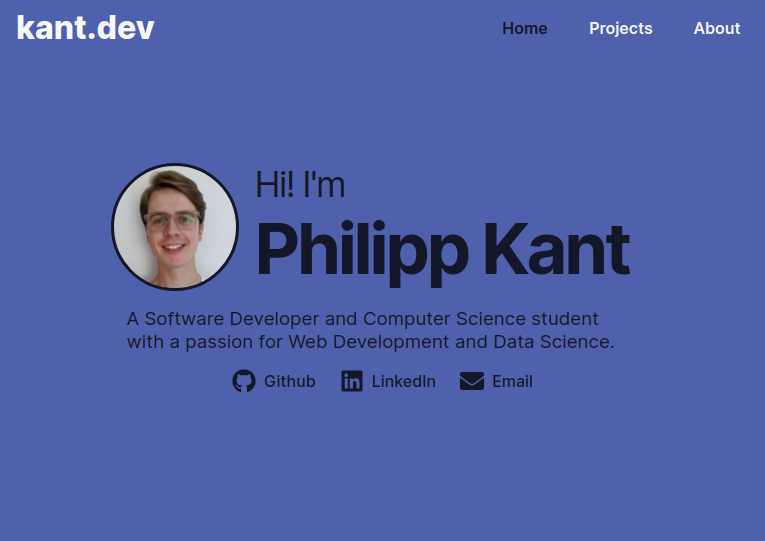 kant.dev
Home Projects About
Hi! I'm
Philipp Kant
A Software Developer and Computer Science student
with a passion for Web Development and Data Science.
Github LinkedIn Email